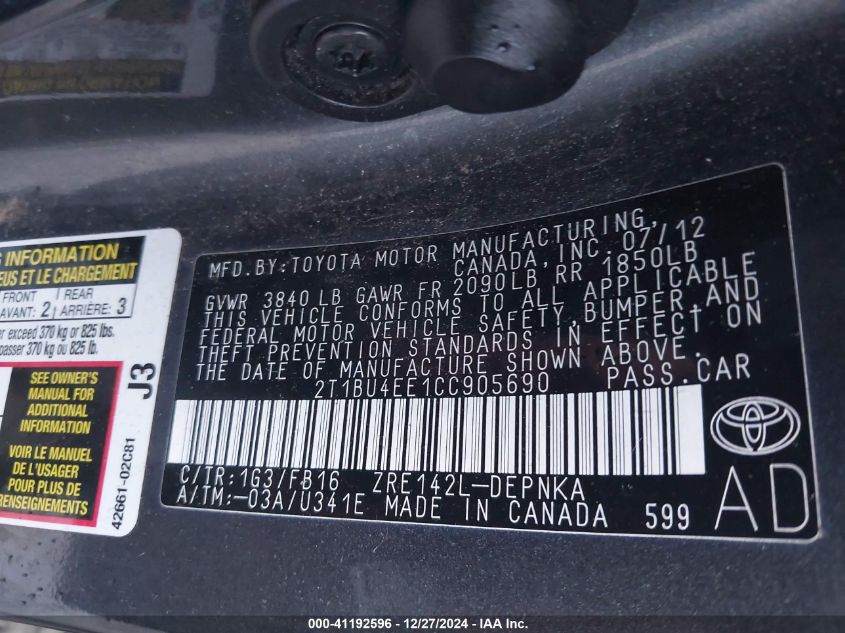 G INFORMATION
EUS ET LE CHARGEMENT
FRONT REAR
AVANT: 2 ARRIÈRE: 3
er exceed 370 kg or 825 lbs.
passer 370 kg ou 825 lb.
SEE OWNER'S
MANUAL FOR
ADDITIONAL
INFORMATION
VOIR LE MANUEL
DE L'USAGER
POUR PLUS DE
RENSEIGNEMENTS
J3
42661-02C81
MFD.BY:TOYOTA MOTOR MANUFACTURING,
CANADA,INC. 07/12
GVWR 3840 LB GAWR FR 2090LB RR 1850LB
THIS VEHICLE CONFORMS TO ALL APPLICABLE
FEDERAL MOTOR VEHICLE SAFETY,BUMPER,AND
THEFT PREVENTION STANDARDS IN EFFECT ON
THE DATE OF MANUFACTURE SHOWN ABOVE.
2T1BU4EE1CC905690 PASS.CAR
C/TR:1G3/FB16 ZRE142L-DEPNKA
A/TM:-03A/U341E MADE IN CANADA 599
AD
000-41192596 - 12/27/2024 - IAA Inc.